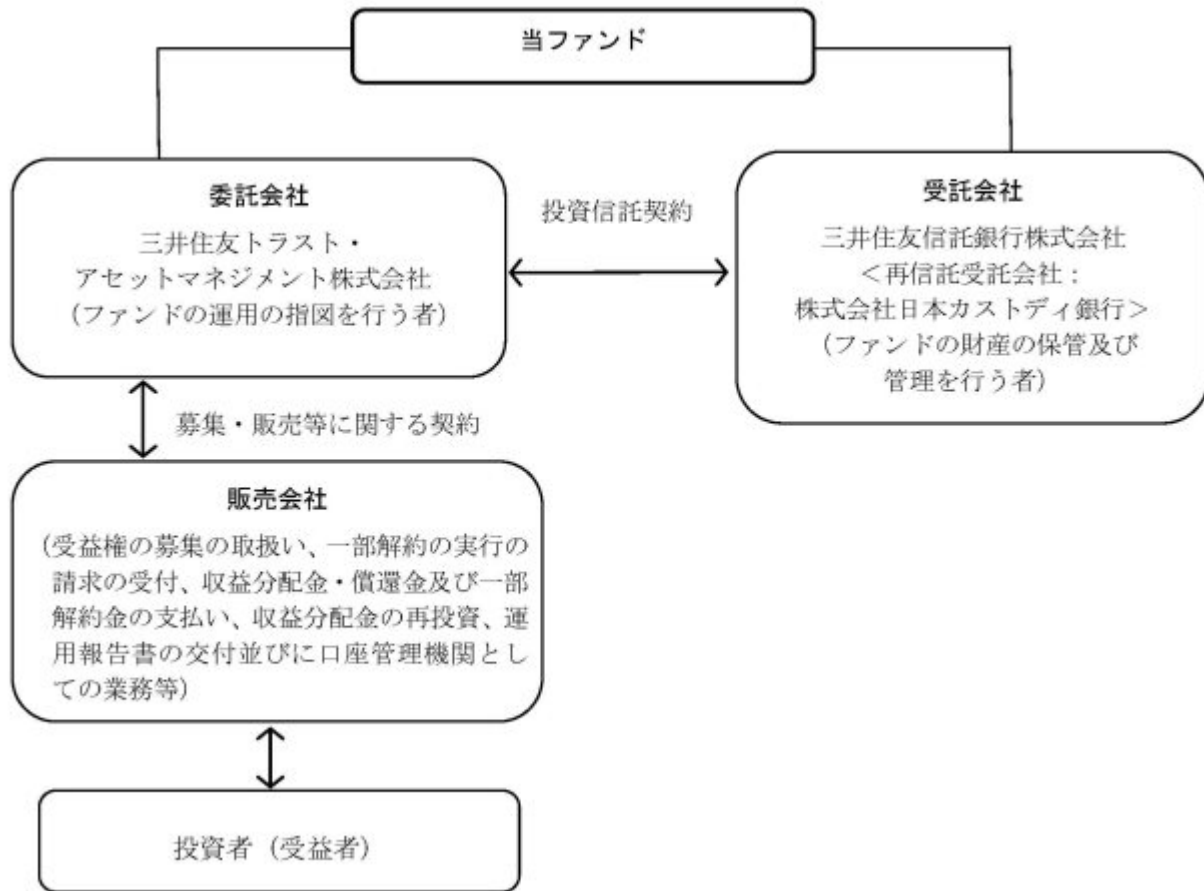 当ファンド
委託会社
三井住友トラスト・
アセットマネジメント株式会社
（ファンドの運用の指図を行う者）
投資信託契約
受託会社
三井住友信託銀行株式会社
＜再信託受託会社：
株式会社日本カストディ銀行＞
（ファンドの財産の保管及び
管理を行う者）
募集・販売等に関する契約
販売会社
（受益権の募集の取扱い、一部解約の実行の
請求の受付、収益分配金・償還金及び一部
解約金の支払い、収益分配金の再投資、運
用報告書の交付並びに口座管理機関とし
ての業務等）
投資者（受益者）